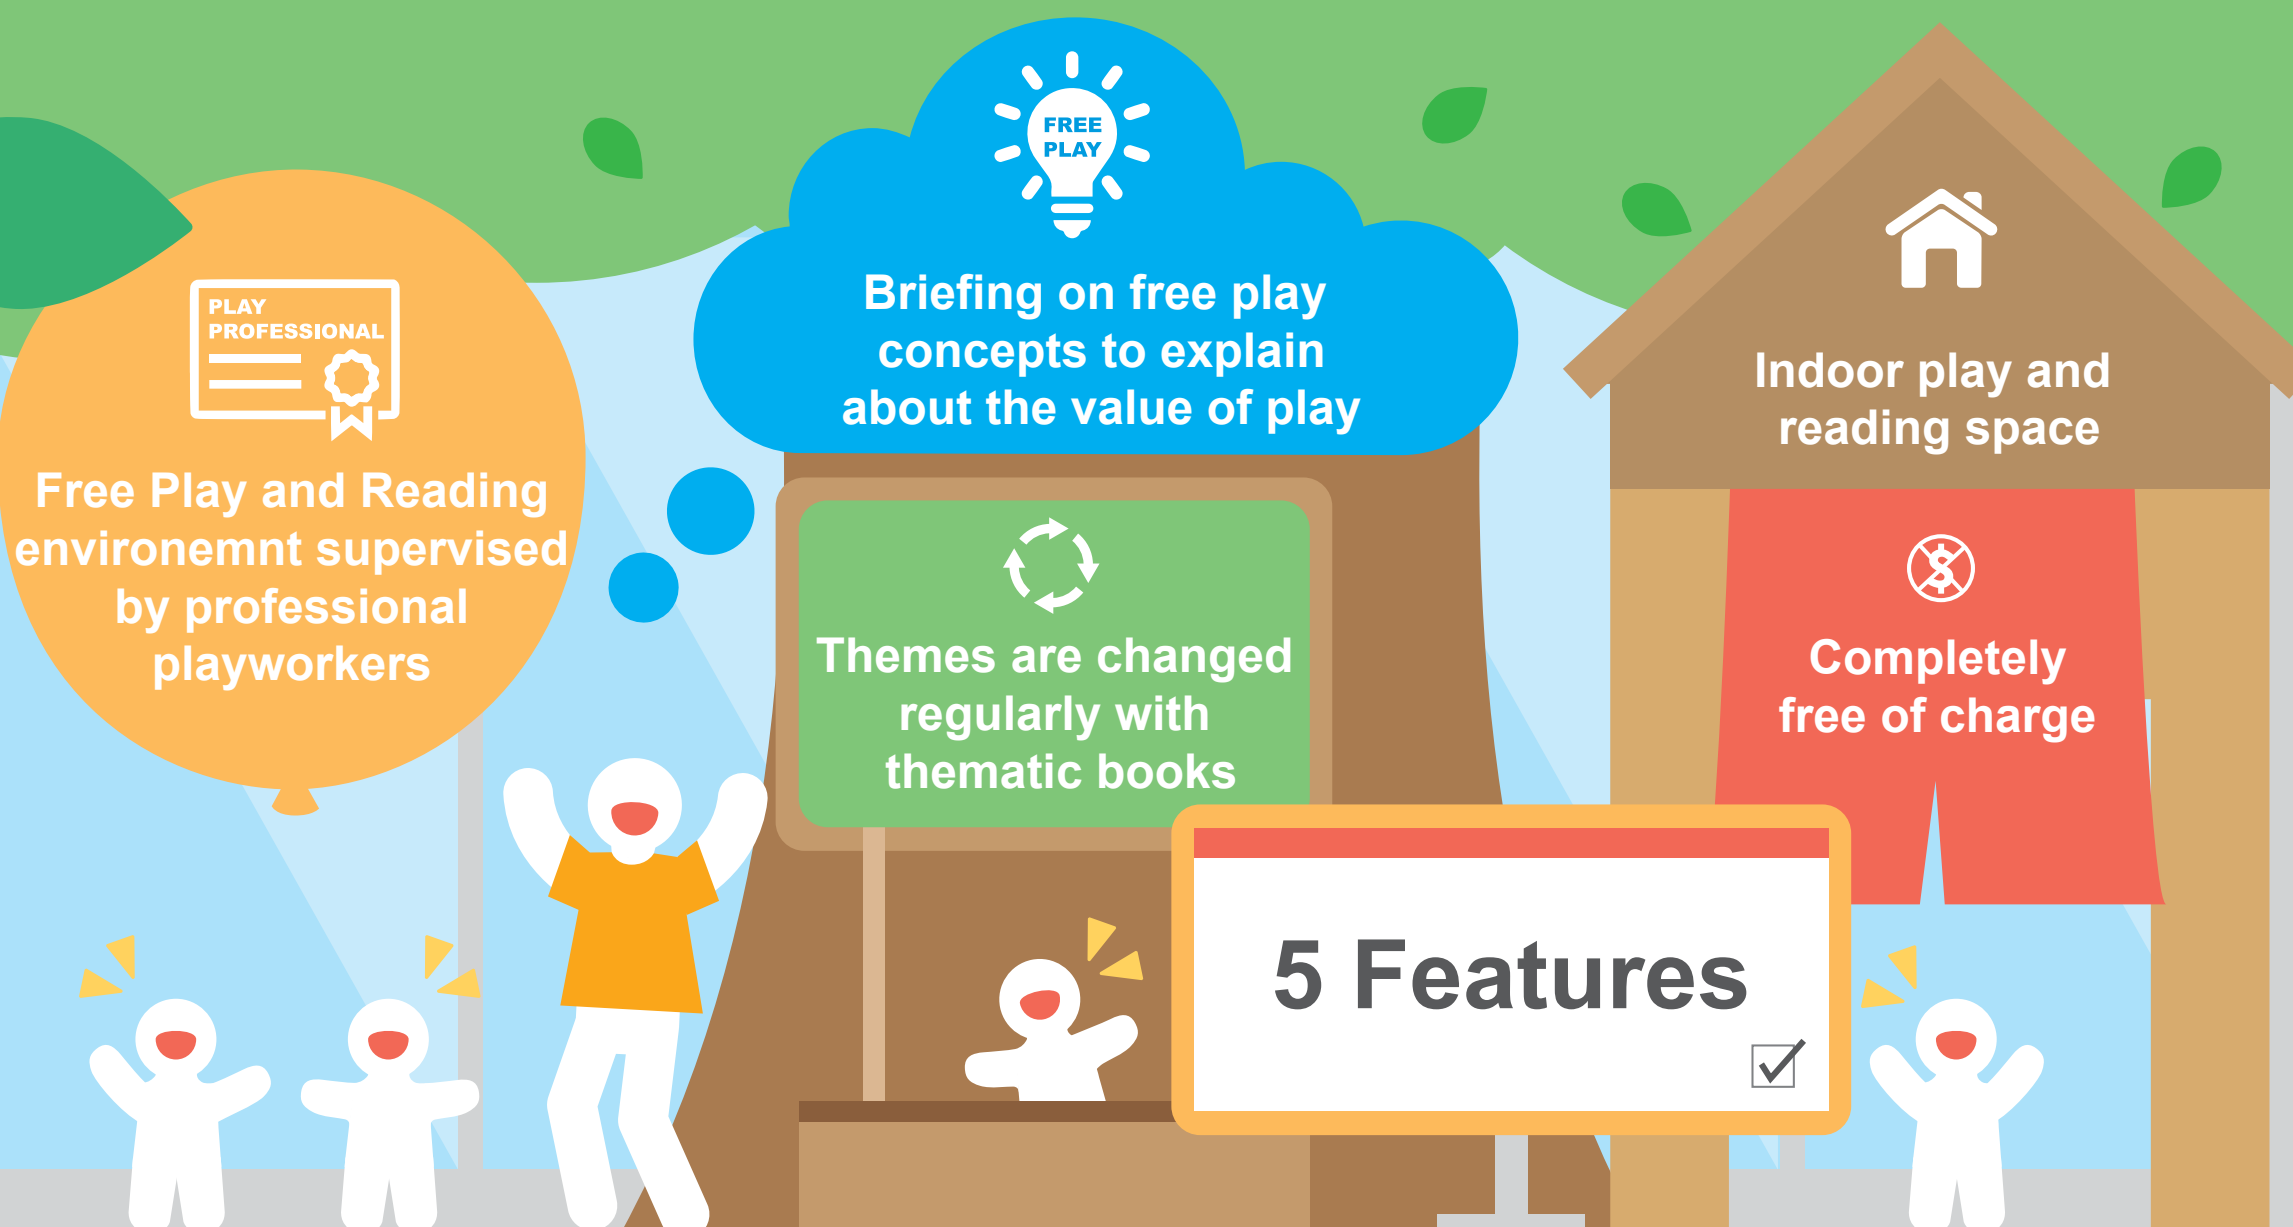 PLAY
PROFESSIONAL
Free Play and Reading
environemnt supervised
by professional
playworkers
FREE
PLAY
Briefing on free play
concepts to explain
about the value of play
Themes are changed
regularly with
thematic books
Indoor play and
reading space
$
Completely
free of charge
5 Features